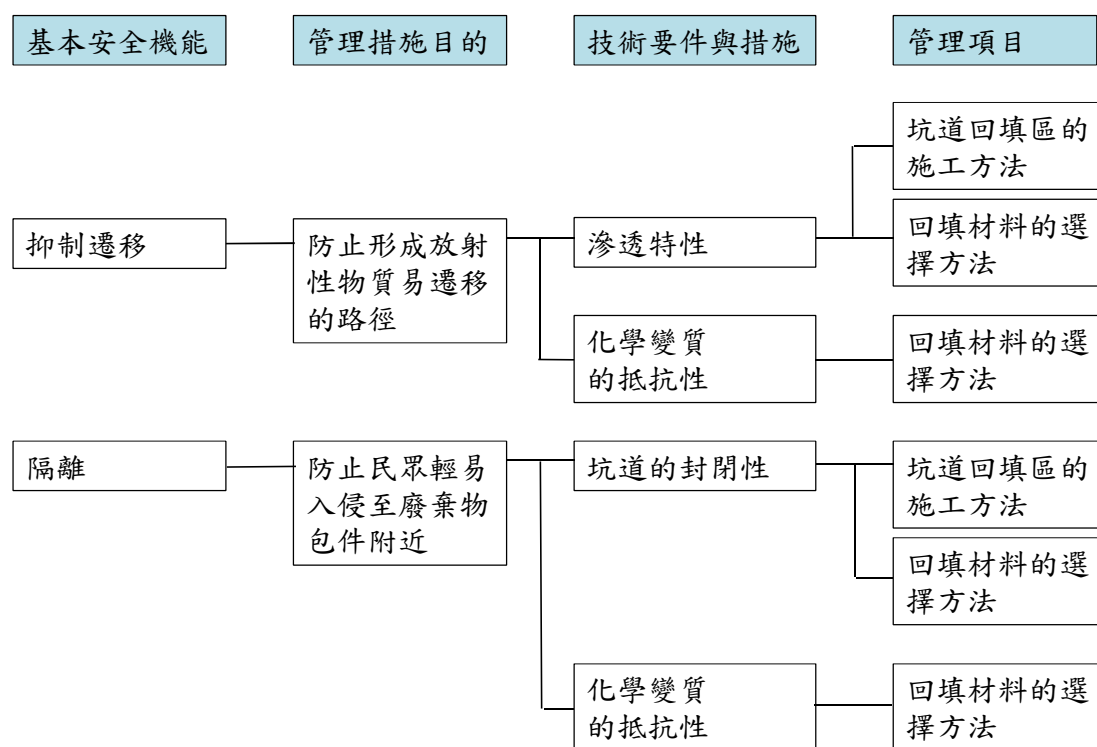 基本安全機能
管理措施目的
技術要件與措施
管理項目
抑制遷移
防止形成放射
性物質易遷移
的路徑
滲透特性
坑道回填區的
施工方法
回填材料的選
擇方法
化學變質
的抵抗性
回填材料的選
擇方法
隔離
防止民眾輕易
入侵至廢棄物
包件附近
坑道的封閉性
坑道回填區的
施工方法
回填材料的選
擇方法
化學變質
的抵抗性
回填材料的選
擇方法